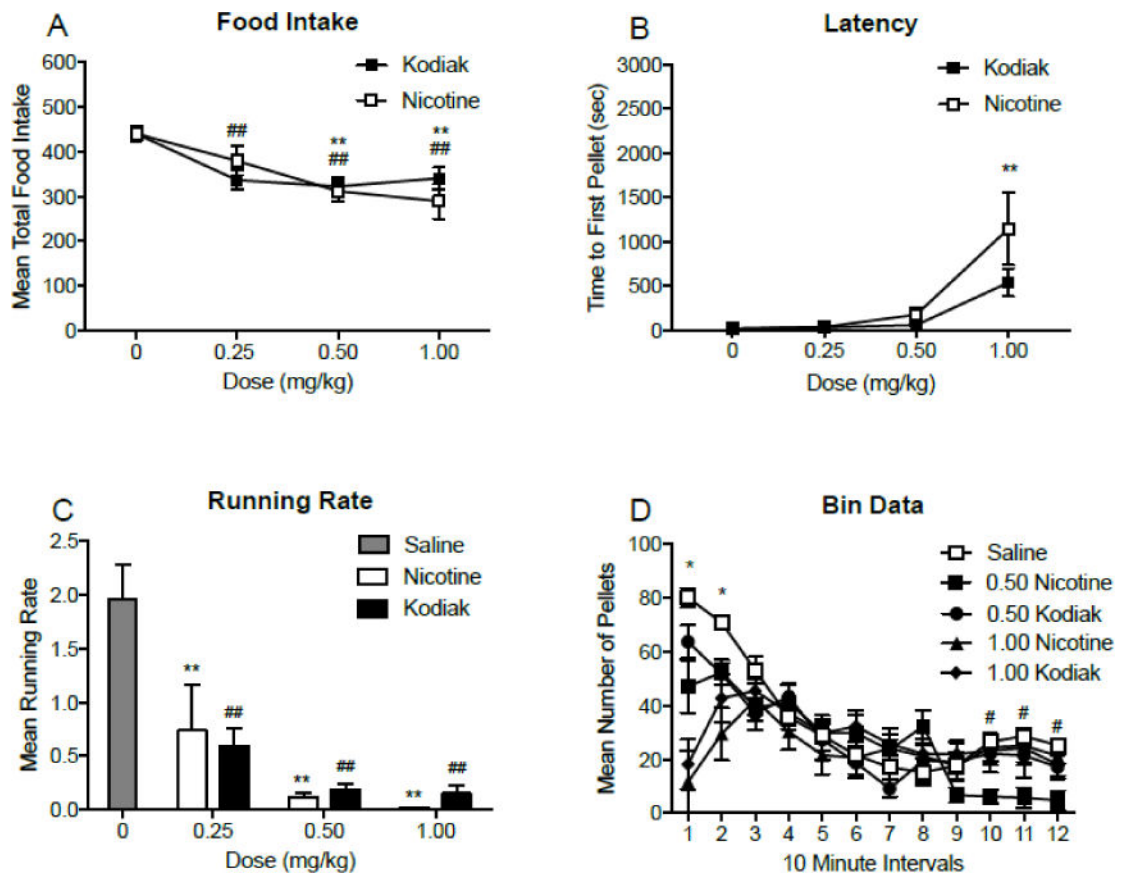 A
Food Intake
600
500
400
300
200
100
0
Mean Total Food Intake
Kodiak
Nicotine
##
**
##
**
##
0
0.25
0.50
1.00
Dose (mg/kg)
B
Latency
3000
2500
2000
1500
1000
500
0
Time to First Pellet (sec)
Kodiak
Nicotine
**
0
0.25
0.50
1.00
Dose (mg/kg)
C
Running Rate
2.5
2.0
1.5
1.0
0.5
0.0
Mean Running Rate
Saline
Nicotine
Kodiak
**
##
**
##
**
##
0
0.25
0.50
1.00
Dose (mg/kg)
D
Bin Data
100
80
60
40
20
0
Mean Number of Pellets
Saline
0.50 Nicotine
0.50 Kodiak
1.00 Nicotine
1.00 Kodiak
*
*
#
#
#
1 2 3 4 5 6 7 8 9 10 11 12
10 Minute Intervals